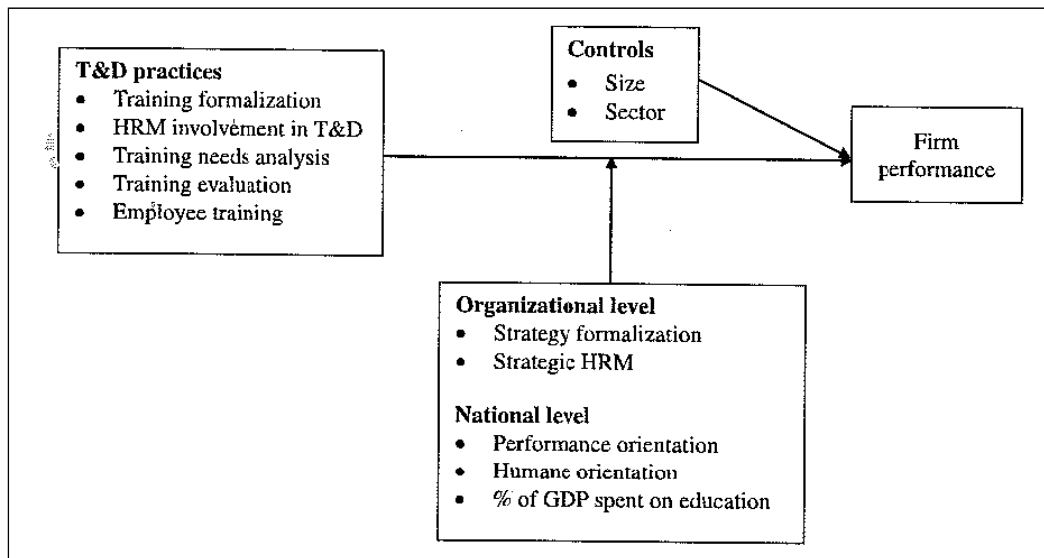 T&D practices
• Training formalization
• HRM involvement in T&D
• Training needs analysis
• Training evaluation
• Employee training
Controls
• Size
• Sector
Firm
performance
Organizational level
• Strategy formalization
• Strategic HRM
National level
• Performance orientation
• Humane orientation
• % of GDP spent on education